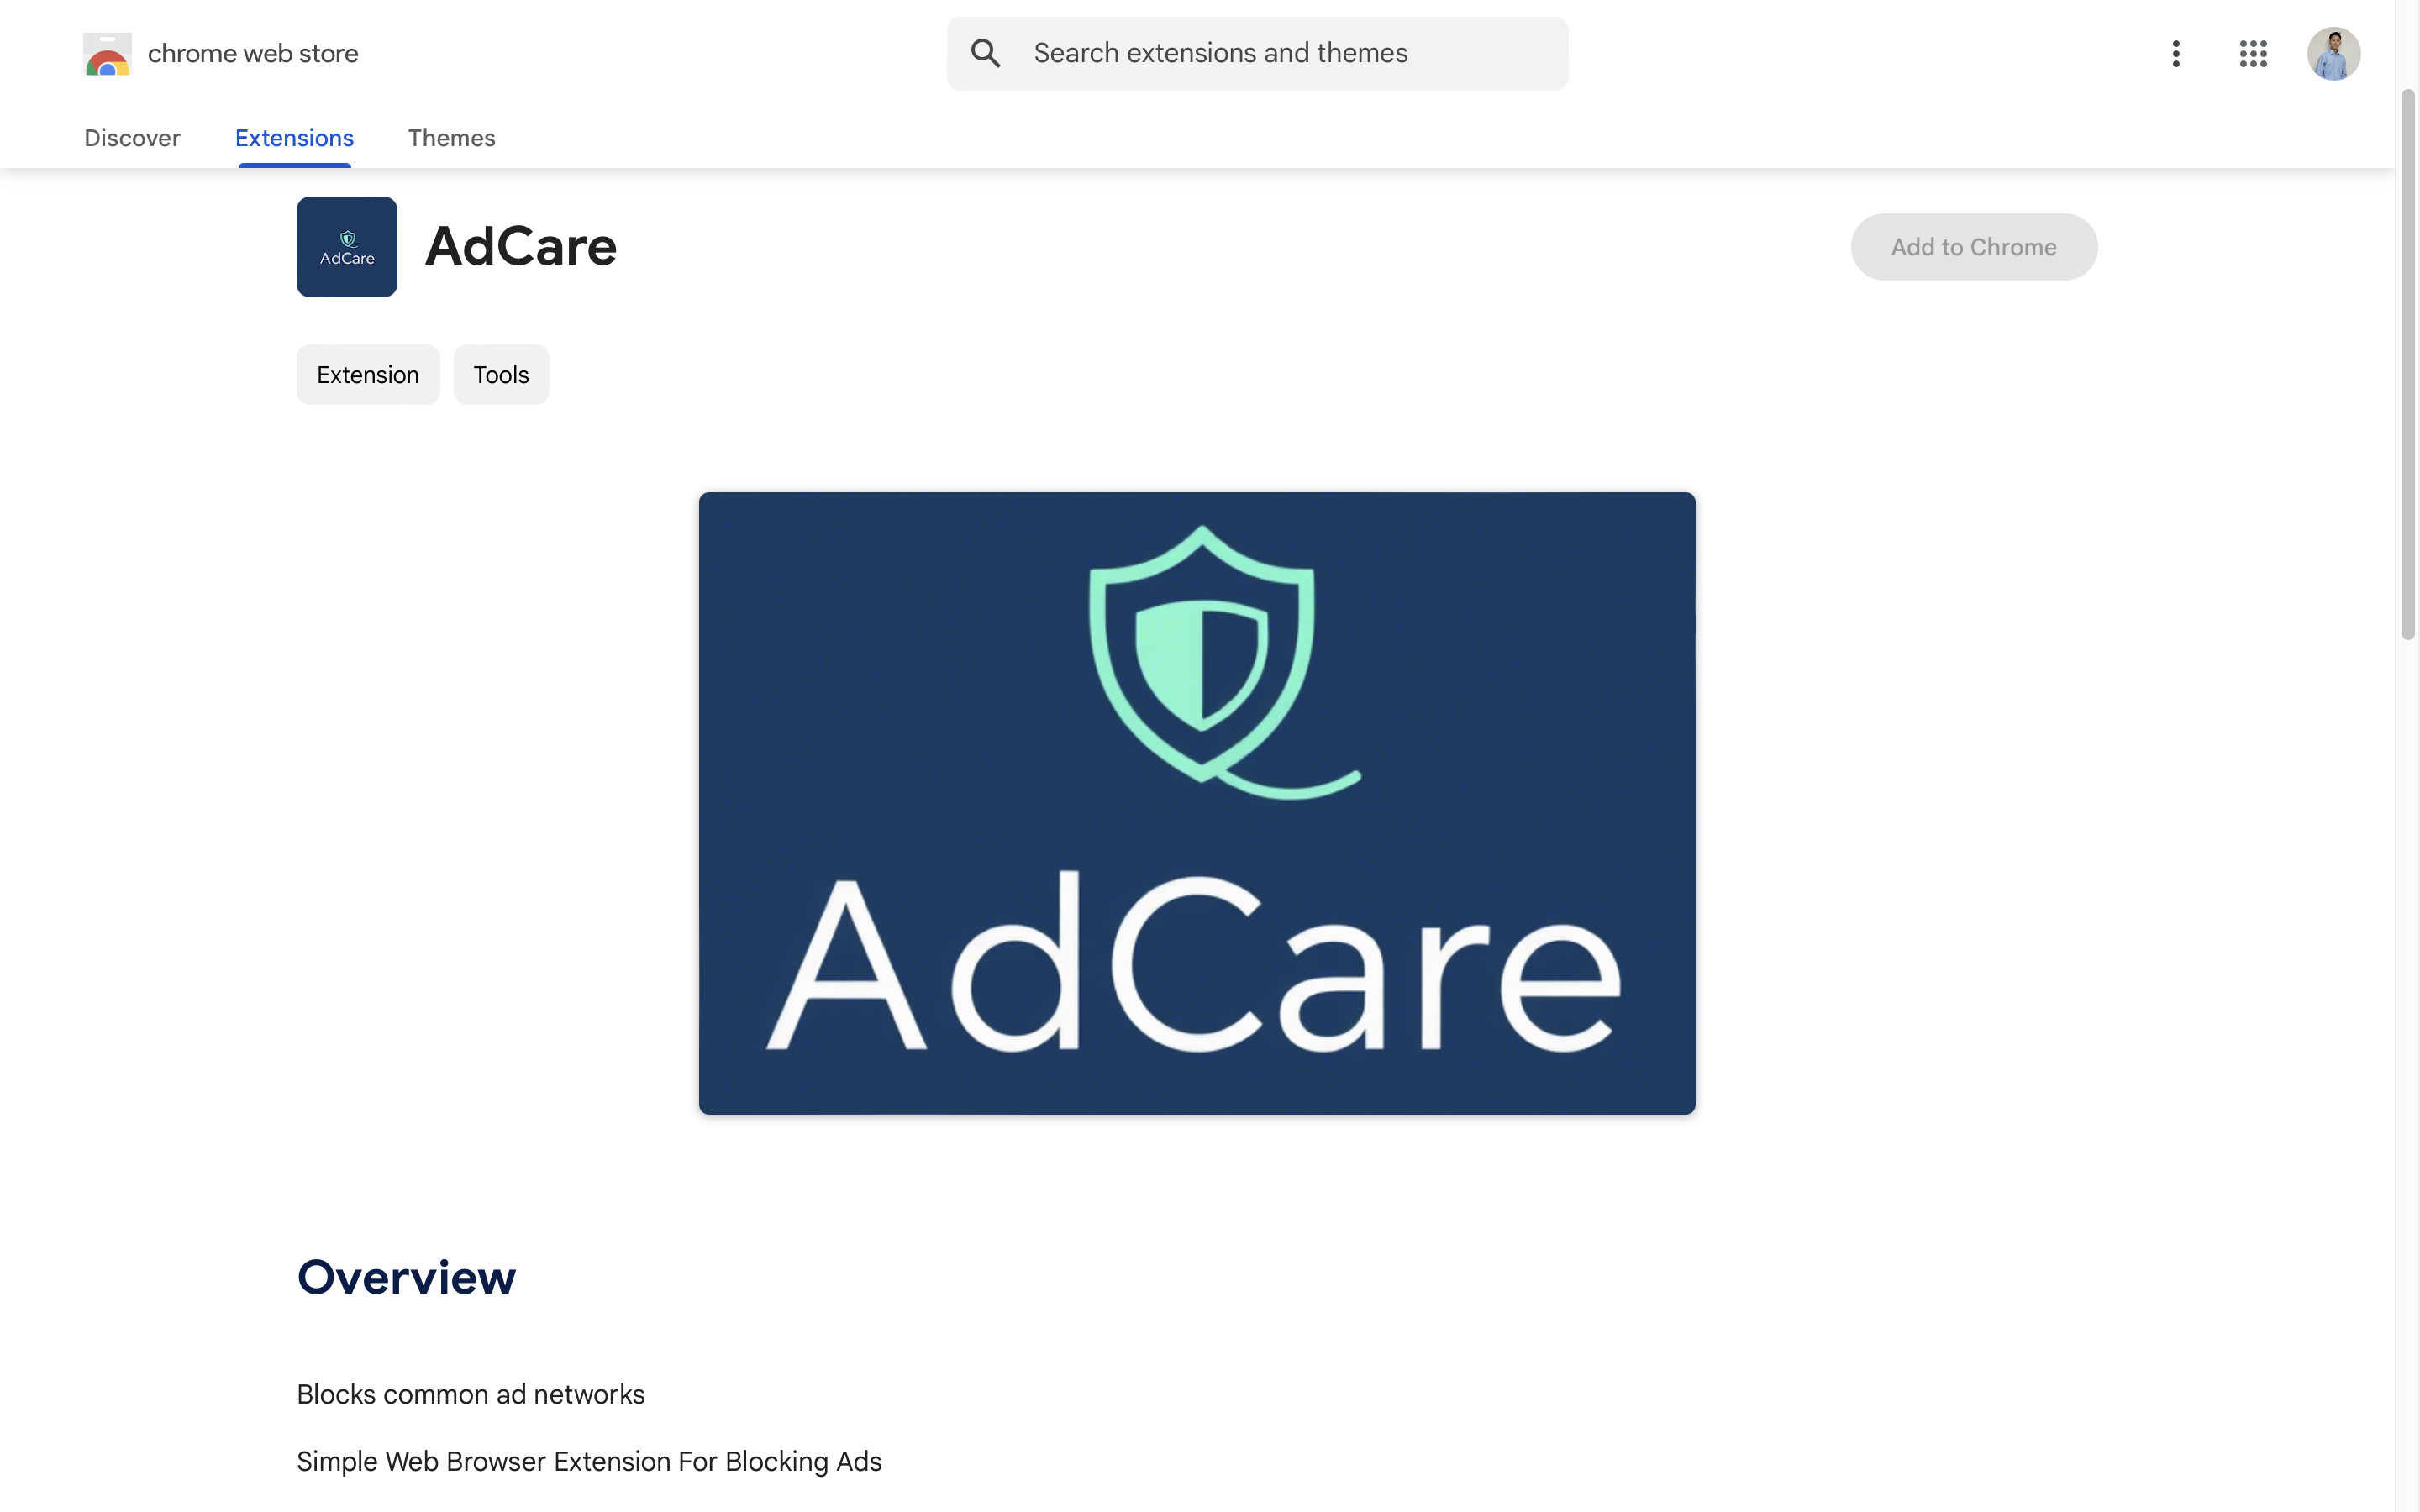 chrome web store
Search extensions and themes
Discover
Extensions
Themes
AdCare
AdCare
Add to Chrome
Extension
Tools
AdCare
Overview
Blocks common ad networks
Simple Web Browser Extension For Blocking Ads